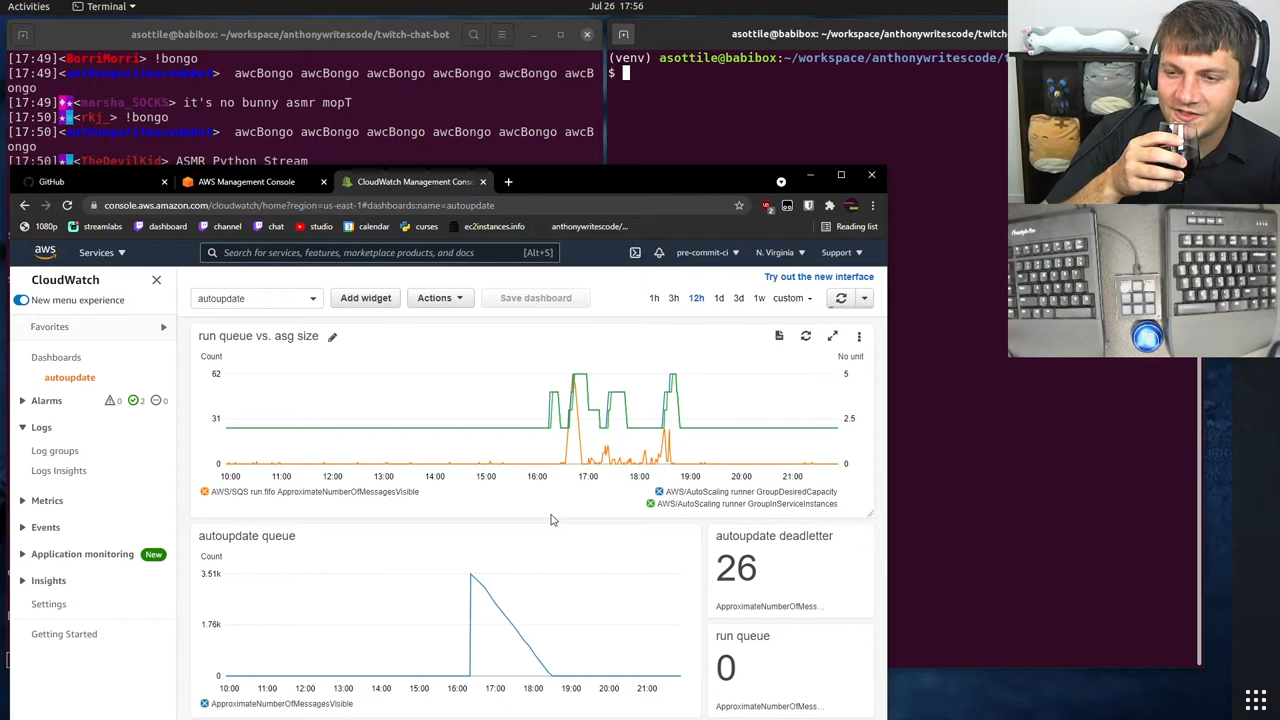 Activities
Terminal
Jul 26 17:56
asottile@babibox: ~/workspace/anthonywritescode/twitch-chat-bot
asottile@babibox: ~/workspace/anthonywritescode/twitch
[17:49]<BorriMorri> !bongo
[17:49]<anthonywritescodebot> awcBongo awcBongo awcBongo awcBongo awcB
ongo
[17:49] <marsha_SOCKS> it's no bunny asmr mopT
[17:50] <rkj_> !bongo
[17:50]<anthonywritescodebot> awcBongo awcBongo awcBongo awcBongo awcB
ongo
[17:50] <TheDevilKid> ASMR Python Stream
(venv) asottile@babibox:~/workspace/anthonywritescode/t
$
GitHub
AWS Management Console
CloudWatch Management Cons
console.aws.amazon.com/cloudwatch/home?region=us-east-1#dashboards:name=autoupdate
1080p
streamlabs
dashboard
channel
chat
studio
calendar
curses
ec2instances.info
anthonywritescode/...
Reading list
aws
Services
Search for services, features, marketplace products, and docs
[Alt+S]
pre-commit-ci
N. Virginia
Support
CloudWatch
New menu experience
Favorites
Dashboards
autoupdate
Alarms
0
2
0
Logs
Log groups
Logs Insights
Metrics
Events
Application monitoring
New
Insights
Settings
Getting Started
Try out the new interface
autoupdate
Add widget
Actions
Save dashboard
1h
3h
12h
1d
3d
1w
custom
run queue vs. asg size
Count
No unit
62
31
0
5
2.5
0
10:00 11:00 12:00 13:00 14:00 15:00 16:00 17:00 18:00 19:00 20:00 21:00
AWS/SQS run.fifo ApproximateNumberOfMessagesVisible
AWS/AutoScaling runner GroupDesiredCapacity
AWS/AutoScaling runner GroupInServiceInstances
autoupdate queue
Count
3.51k
1.76k
0
10:00 11:00 12:00 13:00 14:00 15:00 16:00 17:00 18:00 19:00 20:00 21:00
ApproximateNumberOfMessagesVisible
autoupdate deadletter
26
ApproximateNumberOfMess...
run queue
0
ApproximateNumberOfMess...